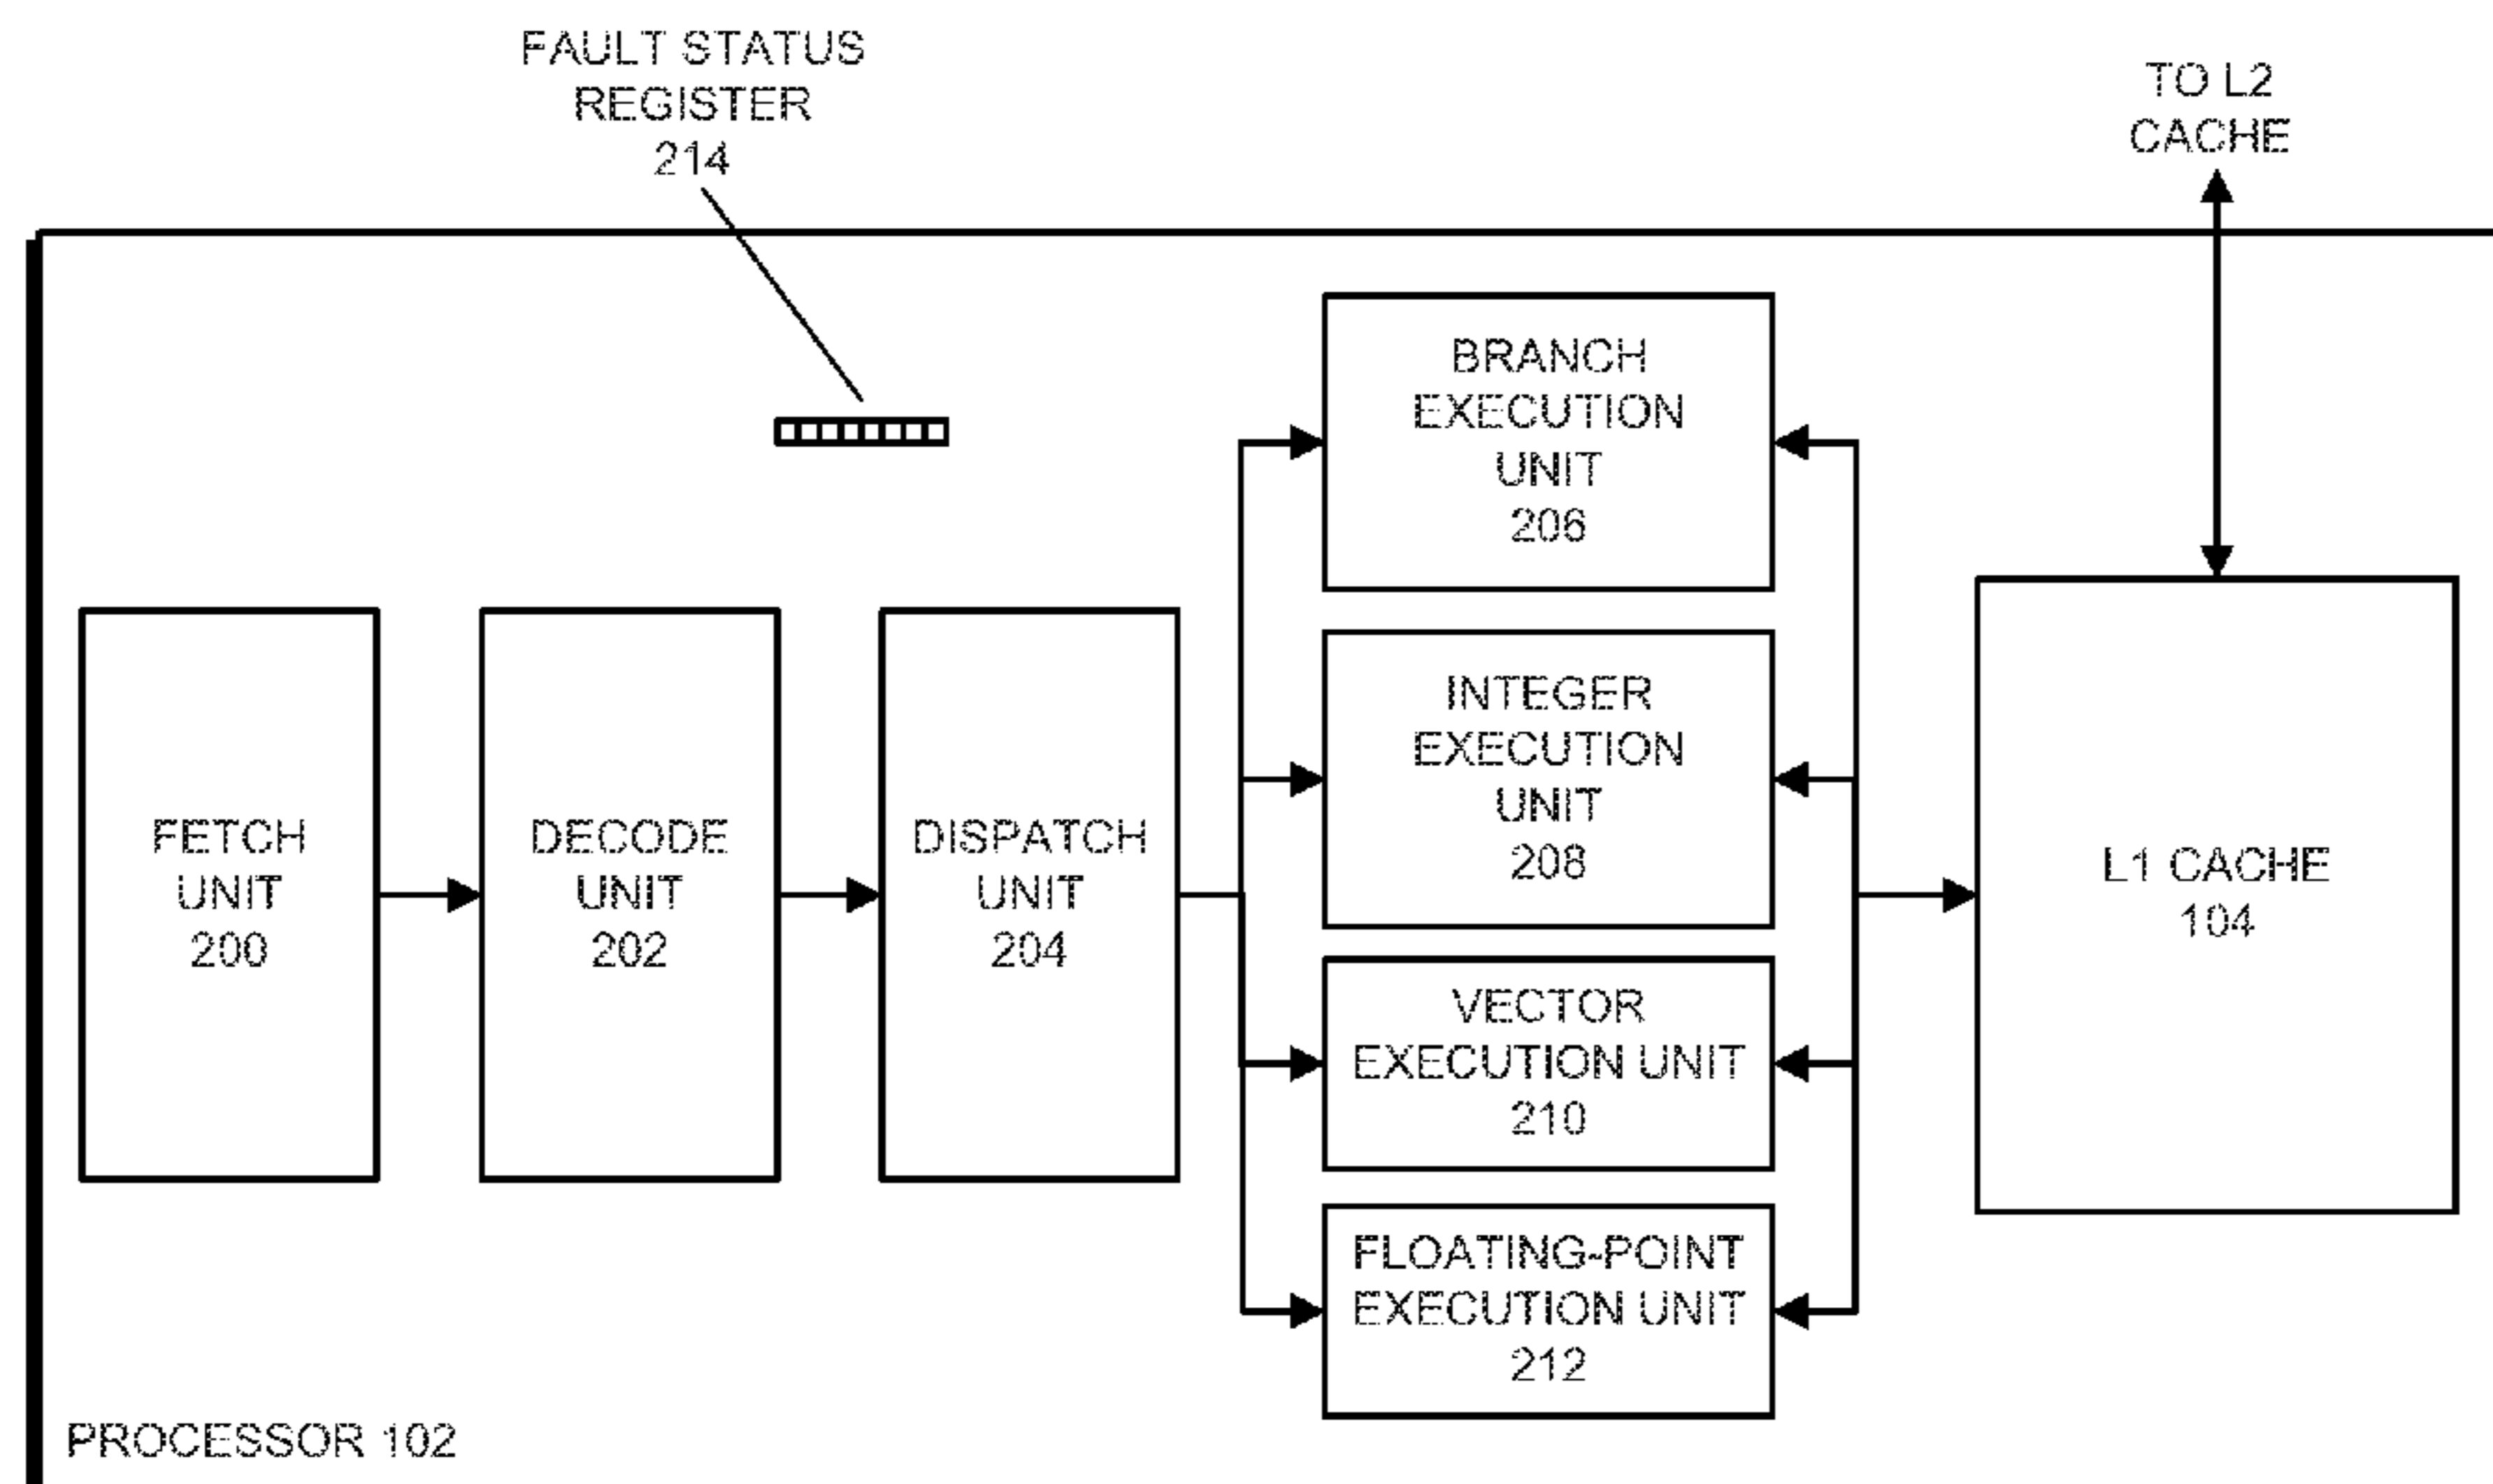 FAULT STATUS
REGISTER
214
TO L2
CACHE
BRANCH
EXECUTION
UNIT
206
INTEGER
EXECUTION
UNIT
208
FETCH
UNIT
200
DECODE
UNIT
202
DISPATCH
UNIT
204
L1 CACHE
104
VECTOR
EXECUTION UNIT
210
FLOATING-POINT
EXECUTION UNIT
212
PROCESSOR 102